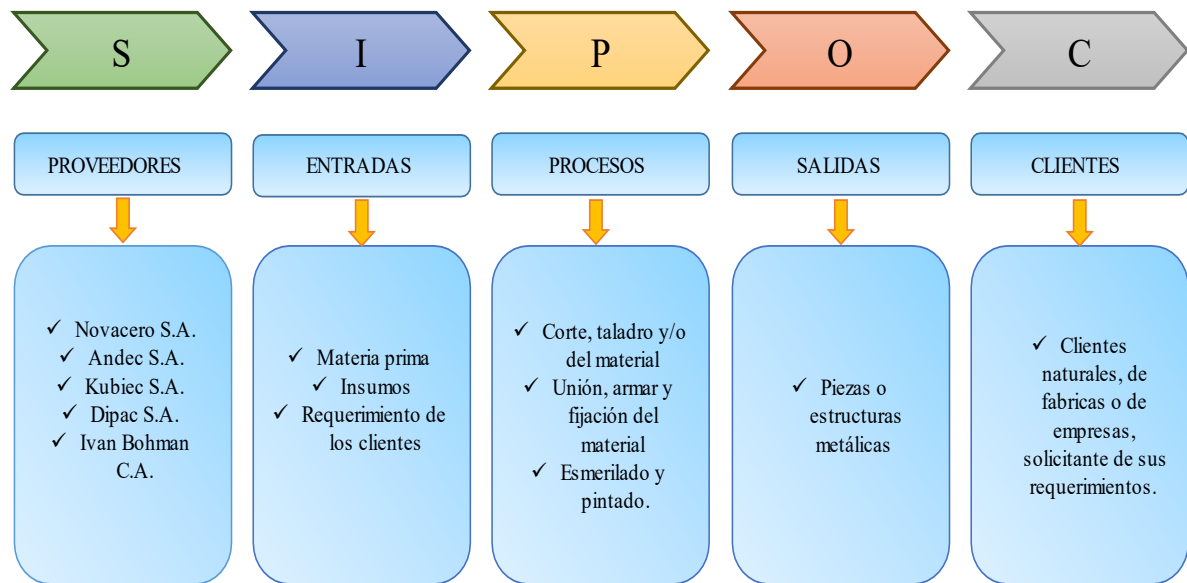 S
I
P
O
C
PROVEEDORES
ENTRADAS
PROCESOS
SALIDAS
CLIENTES
✓ Novacero S.A.
✓ Andec S.A.
✓ Kubiec S.A.
✓ Dipac S.A.
✓ Ivan Bohman
C.A.
✓ Materia prima
✓ Insumos
✓ Requerimiento de
los clientes
✓ Corte, taladro y/o
del material
✓ Unión, armar y
fijación del
material
✓ Esmerilado y
pintado.
✓ Piezas o
estructuras
metálicas
✓ Clientes
naturales, de
fabricas o de
empresas,
solicitante de sus
requerimientos.